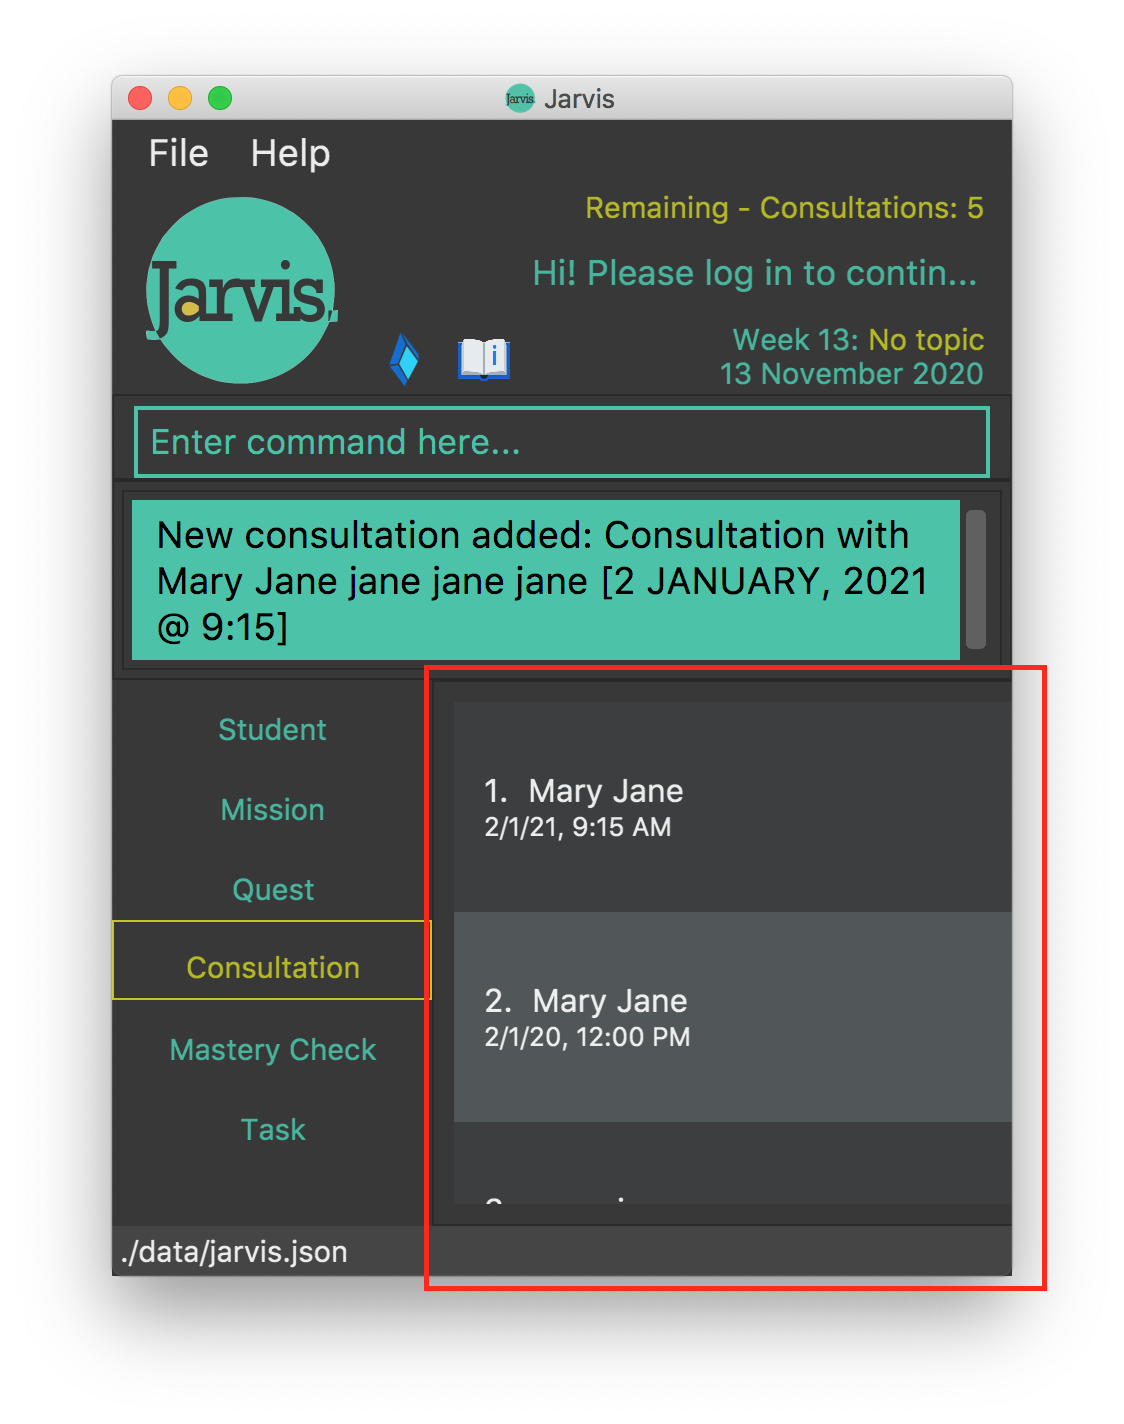 Jarvis
File Help
Jarvis.
Remaining - Consultations: 5
Hi! Please log in to contin...
Week 13: No topic
13 November 2020
Enter command here...
New consultation added: Consultation with
Mary Jane jane jane jane [2 JANUARY, 2021
@ 9:15]
Student
Mission
Quest
Consultation
Mastery Check
Task
1. Mary Jane
2/1/21, 9:15 AM
2. Mary Jane
2/1/20, 12:00 PM
./data/jarvis.json